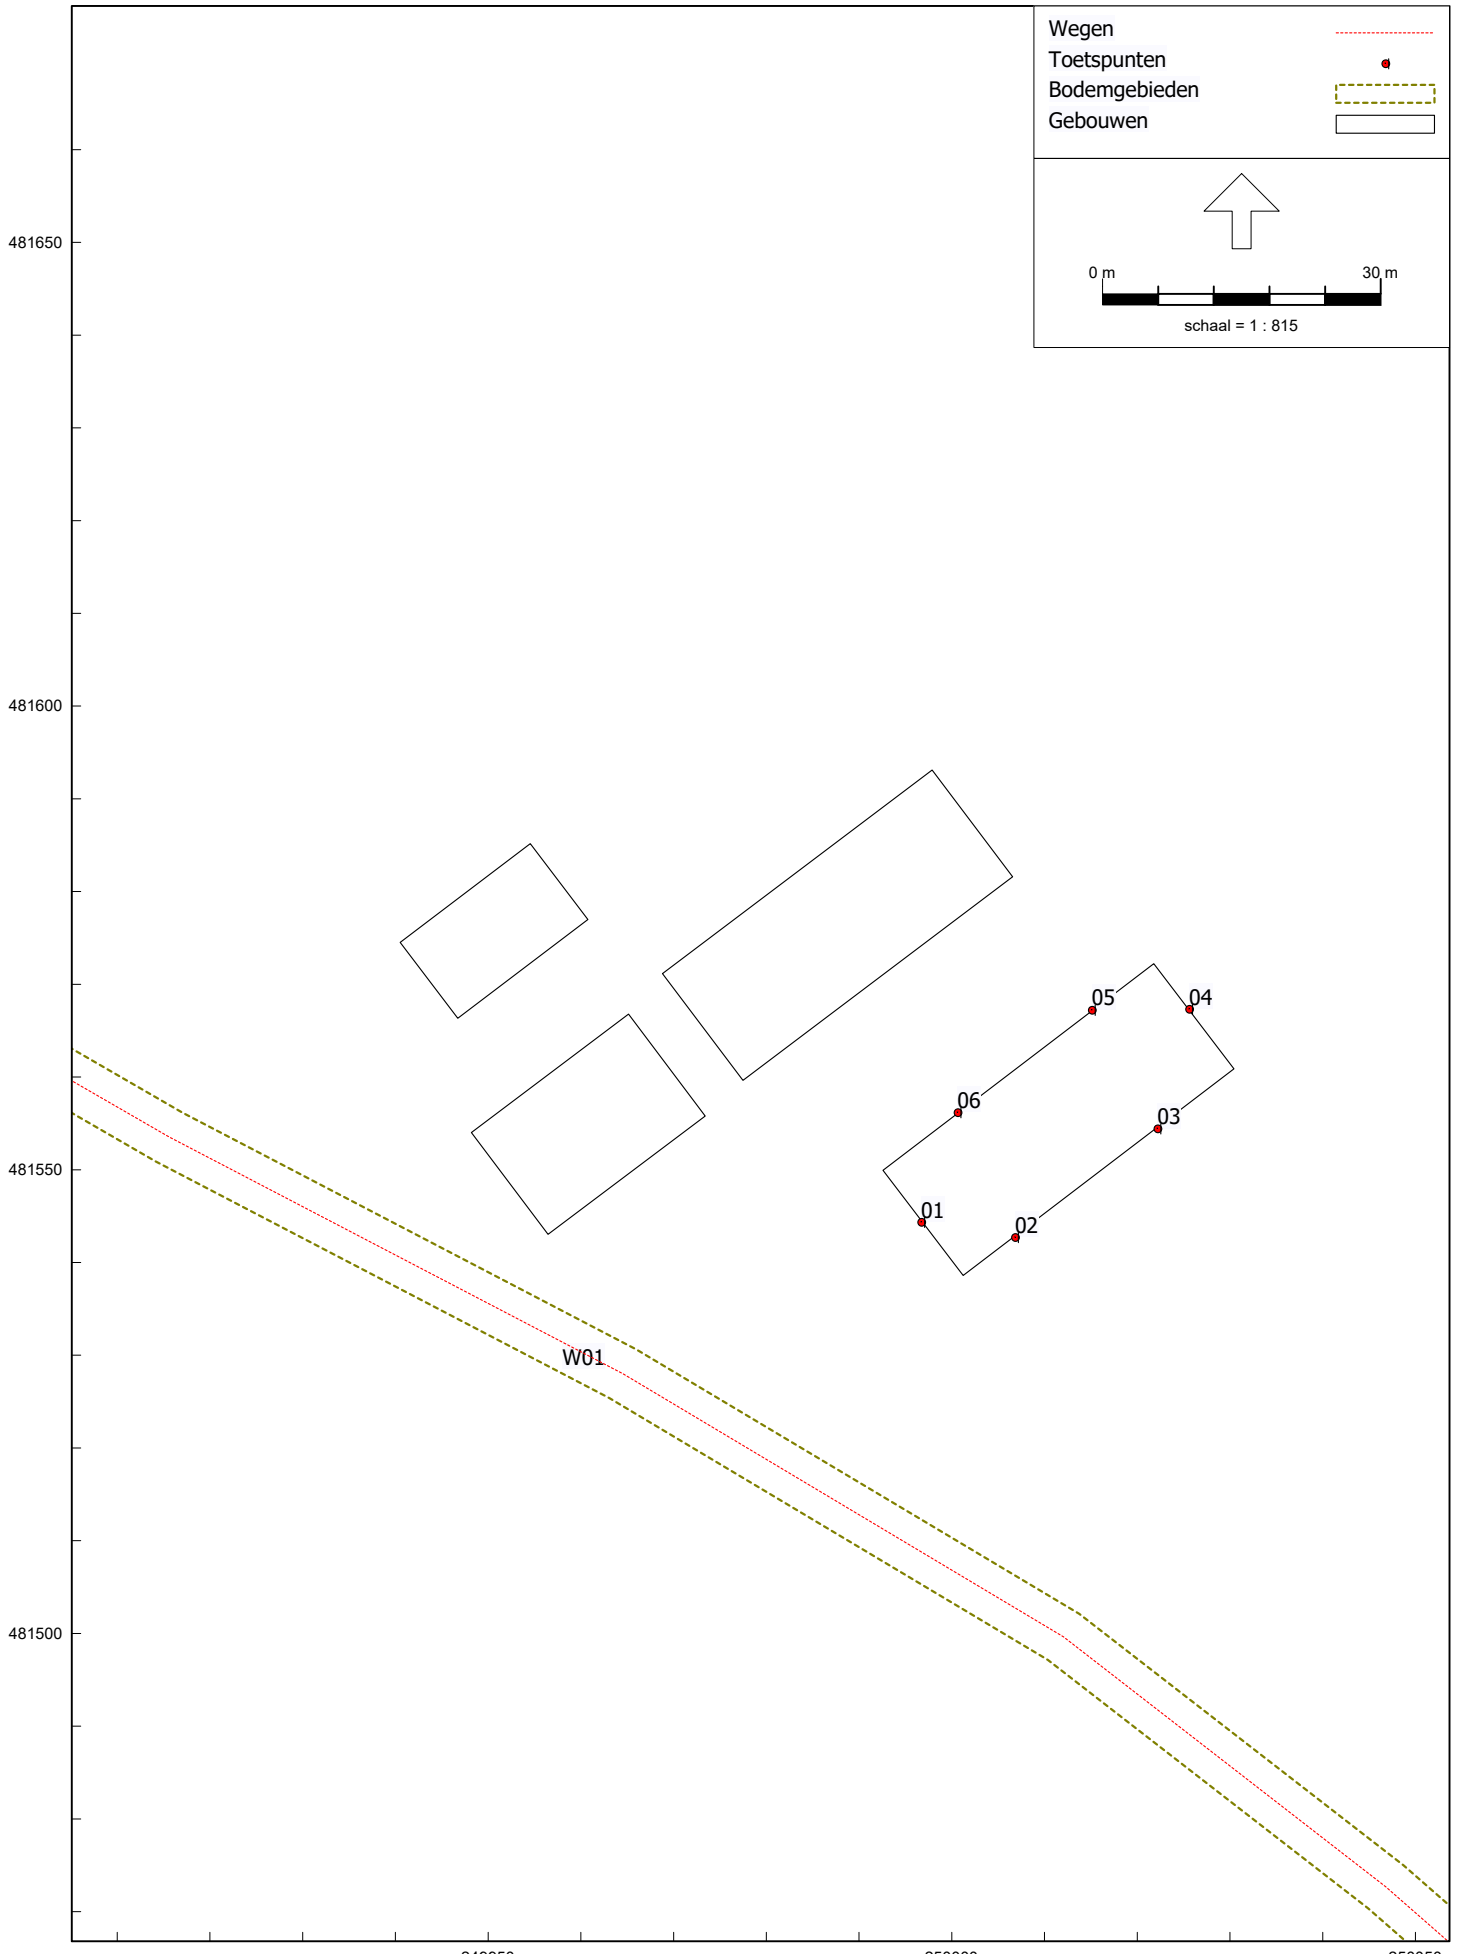 Wegen
Toetspunten
Bodemgebieden
Gebouwen
0 m 30 m
schaal = 1 : 815
481650
481600
05 04
06
03
481550
01
02
W01
481500